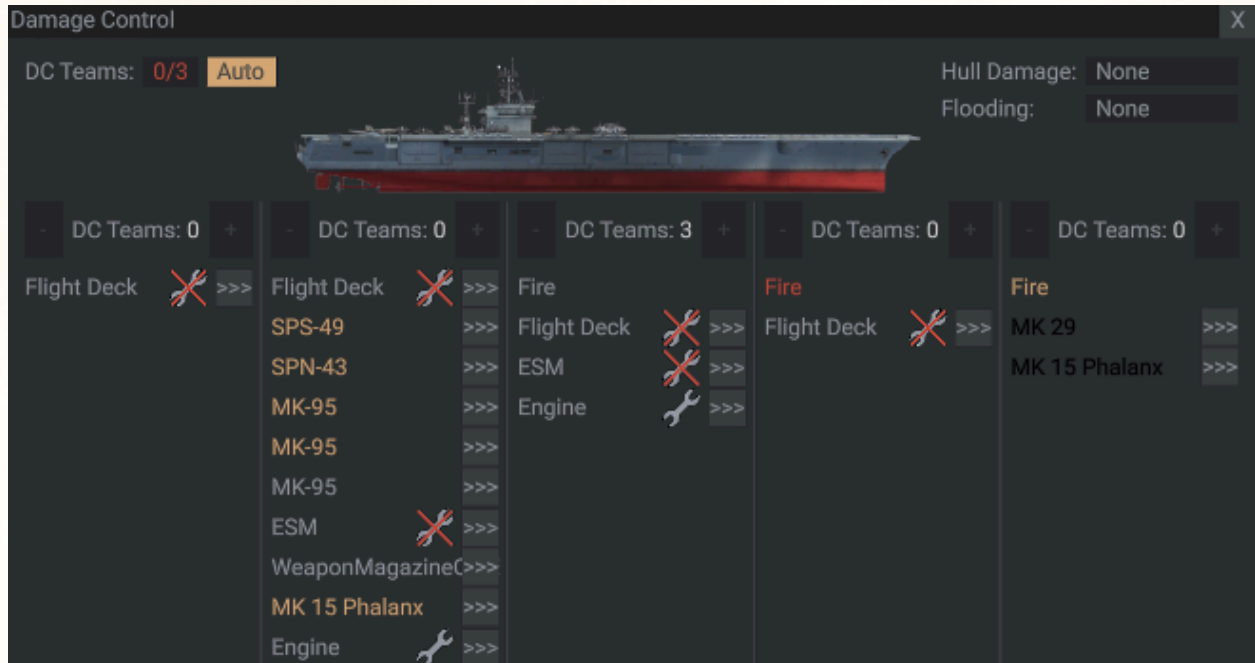 Damage Control X
DC Teams: 0/3 Auto
Hull Damage: None
Flooding: None
- DC Teams: 0 +
Flight Deck >>>
- DC Teams: 0 +
Flight Deck >>>
SPS-49 >>>
SPN-43 >>>
MK-95 >>>
MK-95 >>>
MK-95 >>>
ESM >>>
WeaponMagazine >>>
MK 15 Phalanx >>>
Engine >>>
- DC Teams: 3 +
Fire
Flight Deck >>>
ESM >>>
Engine >>>
- DC Teams: 0 +
Fire
Flight Deck >>>
- DC Teams: 0 +
Fire
MK 29 >>>
MK 15 Phalanx >>>